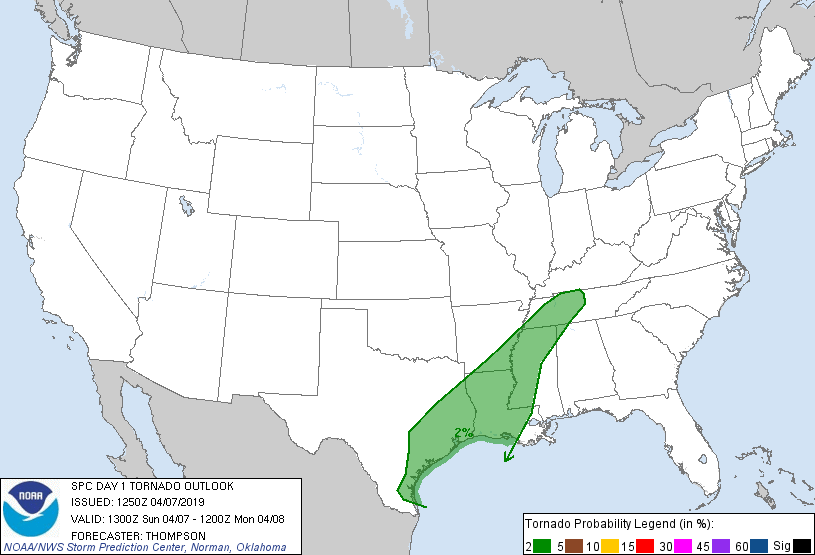 2%
SPC DAY 1 TORNADO OUTLOOK
ISSUED: 1250Z 04/07/2019
VALID: 1300Z Sun 04/07 - 1200Z Mon 04/08
FORECASTER: THOMPSON
NOAA/NWS Storm Prediction Center, Norman, Oklahoma
NOAA
Tornado Probability Legend (in %):
2 5 10 15 30 45 60 Sig